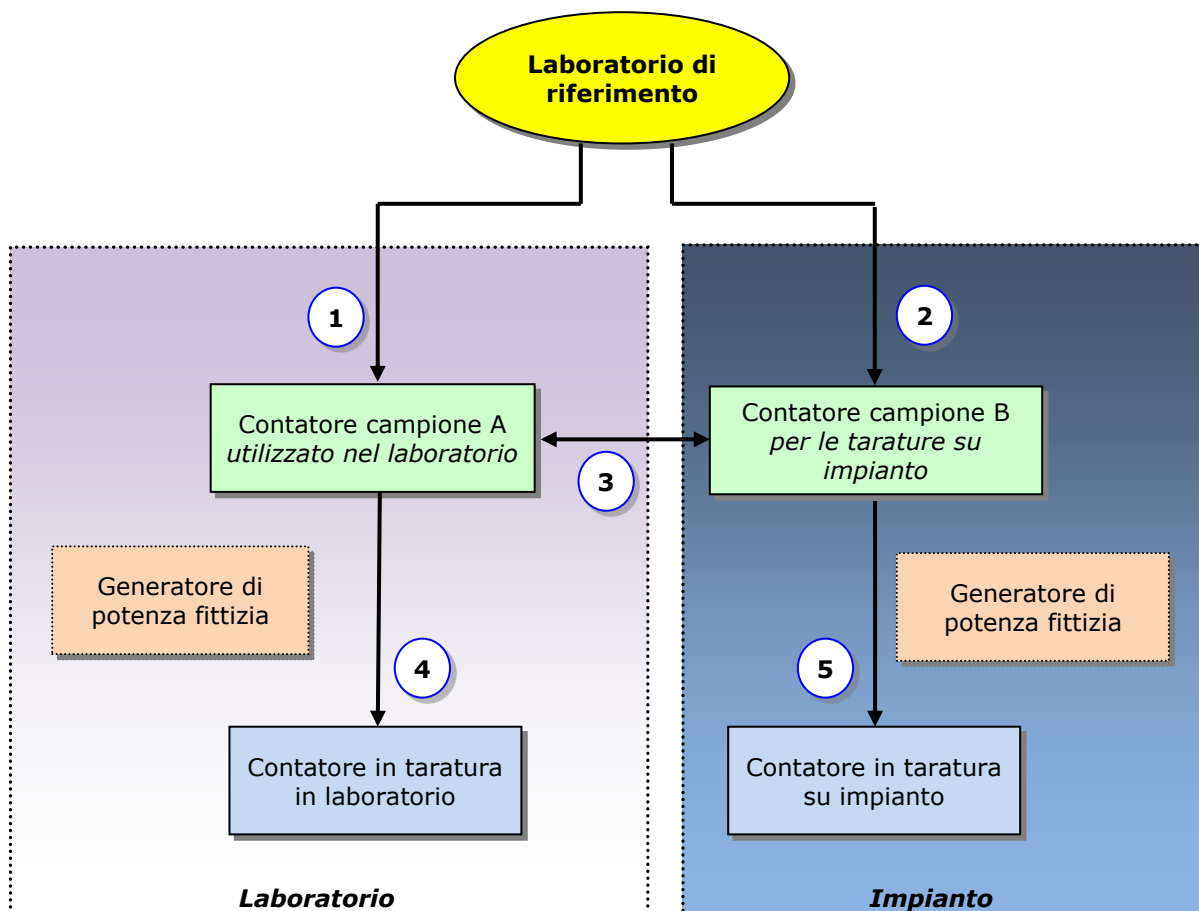 Laboratorio di
riferimento
1
2
Contatore campione A
utilizzato nel laboratorio
Contatore campione B
per le tarature su
impianto
3
Generatore di
potenza fittizia
Generatore di
potenza fittizia
4
5
Contatore in taratura
in laboratorio
Contatore in taratura
su impianto
Laboratorio
Impianto